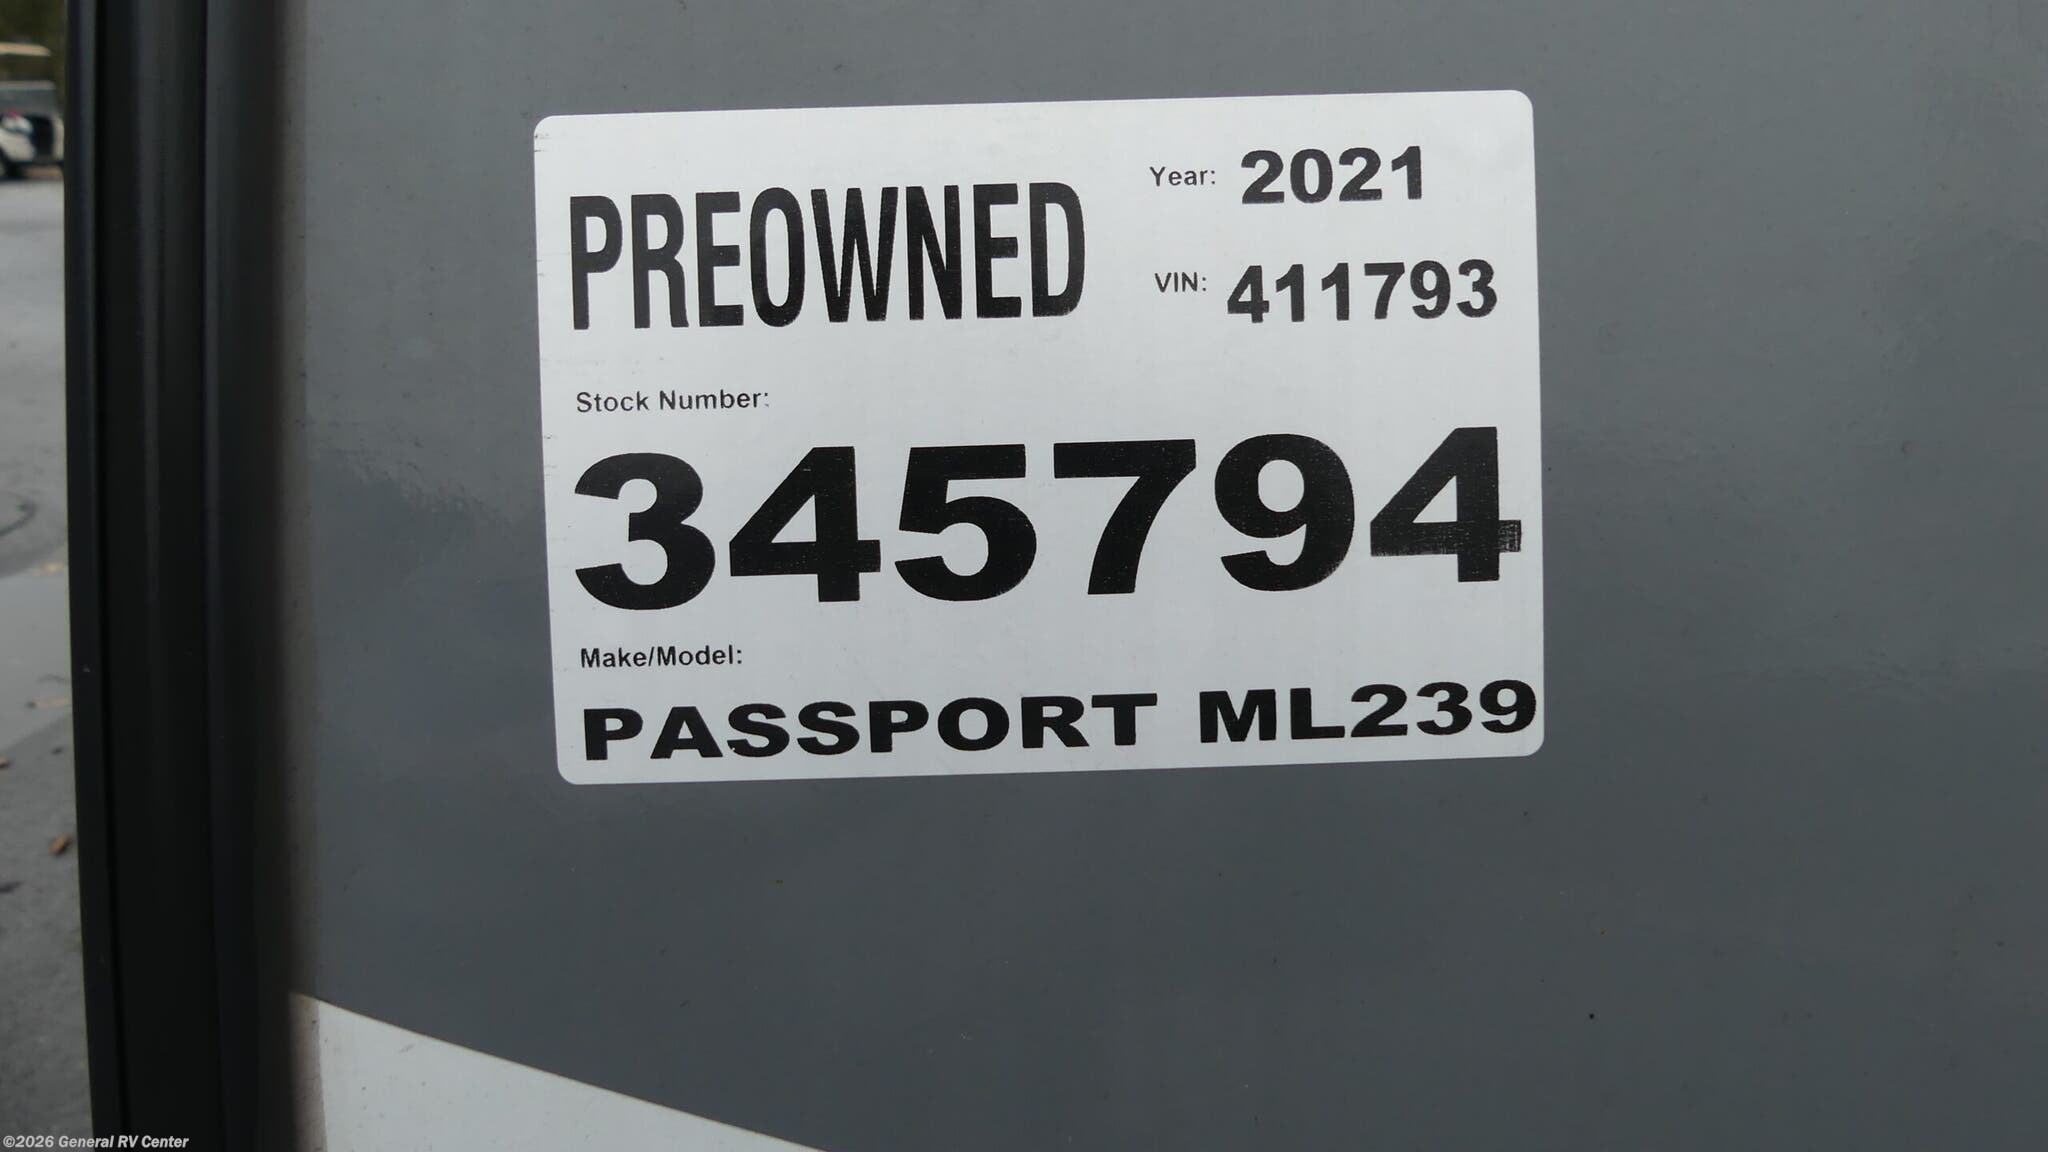 PREOWNED
Year: 2021
VIN: 411793
Stock Number:
345794
Make/Model:
PASSPORT ML239
©2026 General RV Center